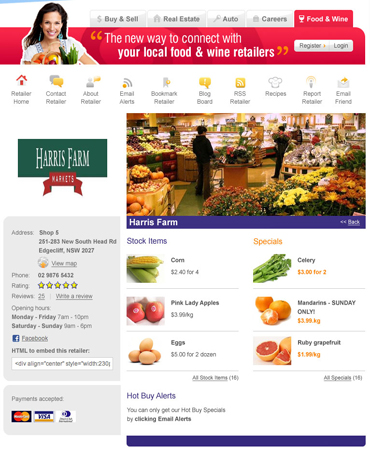 Buy & Sell
Real Estate
Auto
Careers
Food & Wine
“The new way to connect with
your local food & wine retailers”
Register
Login
Retailer Home
Contact Retailer
About Retailer
Email Alerts
Bookmark Retailer
Blog Board
RSS Retailer
Recipes
Report Retailer
Email Friend
HARRIS FARM
MARKETS
Harris Farm
<< Back
Address: Shop 5
251-283 New South Head Rd
Edgecliff, NSW 2027
View map
Phone: 02 9876 5432
Rating:
Reviews: 25 | Write a review
Opening hours:
Monday - Friday 7am - 10pm
Saturday - Sunday 9am - 6pm
Facebook
HTML to embed this retailer:
<div align="center" style="width:230
Payments accepted:
MasterCard
VISA
Stock Items
Corn
$2.40 for 4
Pink Lady Apples
$3.99/kg
Eggs
$5.00 for 2 dozen
All Stock Items (16)
Specials
Celery
$3.00 for 2
Mandarins - SUNDAY
ONLY!
$3.99kg
Ruby grapefruit
$1.99/kg
All Specials (16)
Hot Buy Alerts
You can only get our Hot Buy Specials
by clicking Email Alerts